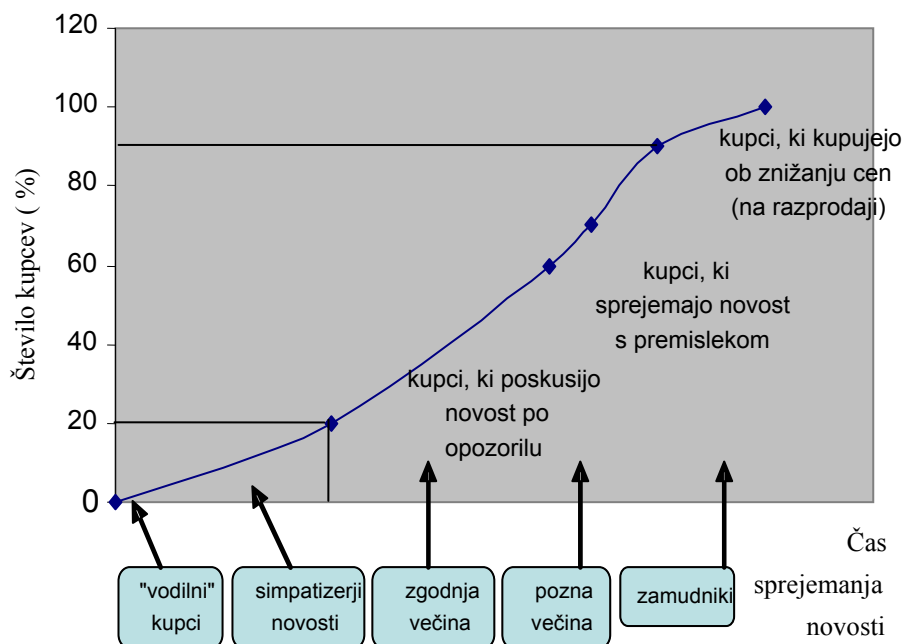 120
100
80
60
40
20
0
Število kupcev ( %)
kupci, ki kupujejo
ob znižanju cen
(na razprodaji)
kupci, ki
sprejemajo novost
s premislekom
kupci, ki poskusijo
novost po
opozorilu
"vodilni"
kupci
simpatizerji
novosti
zgodnja
večina
pozna
večina
zamudniki
Čas
sprejemanja
novosti